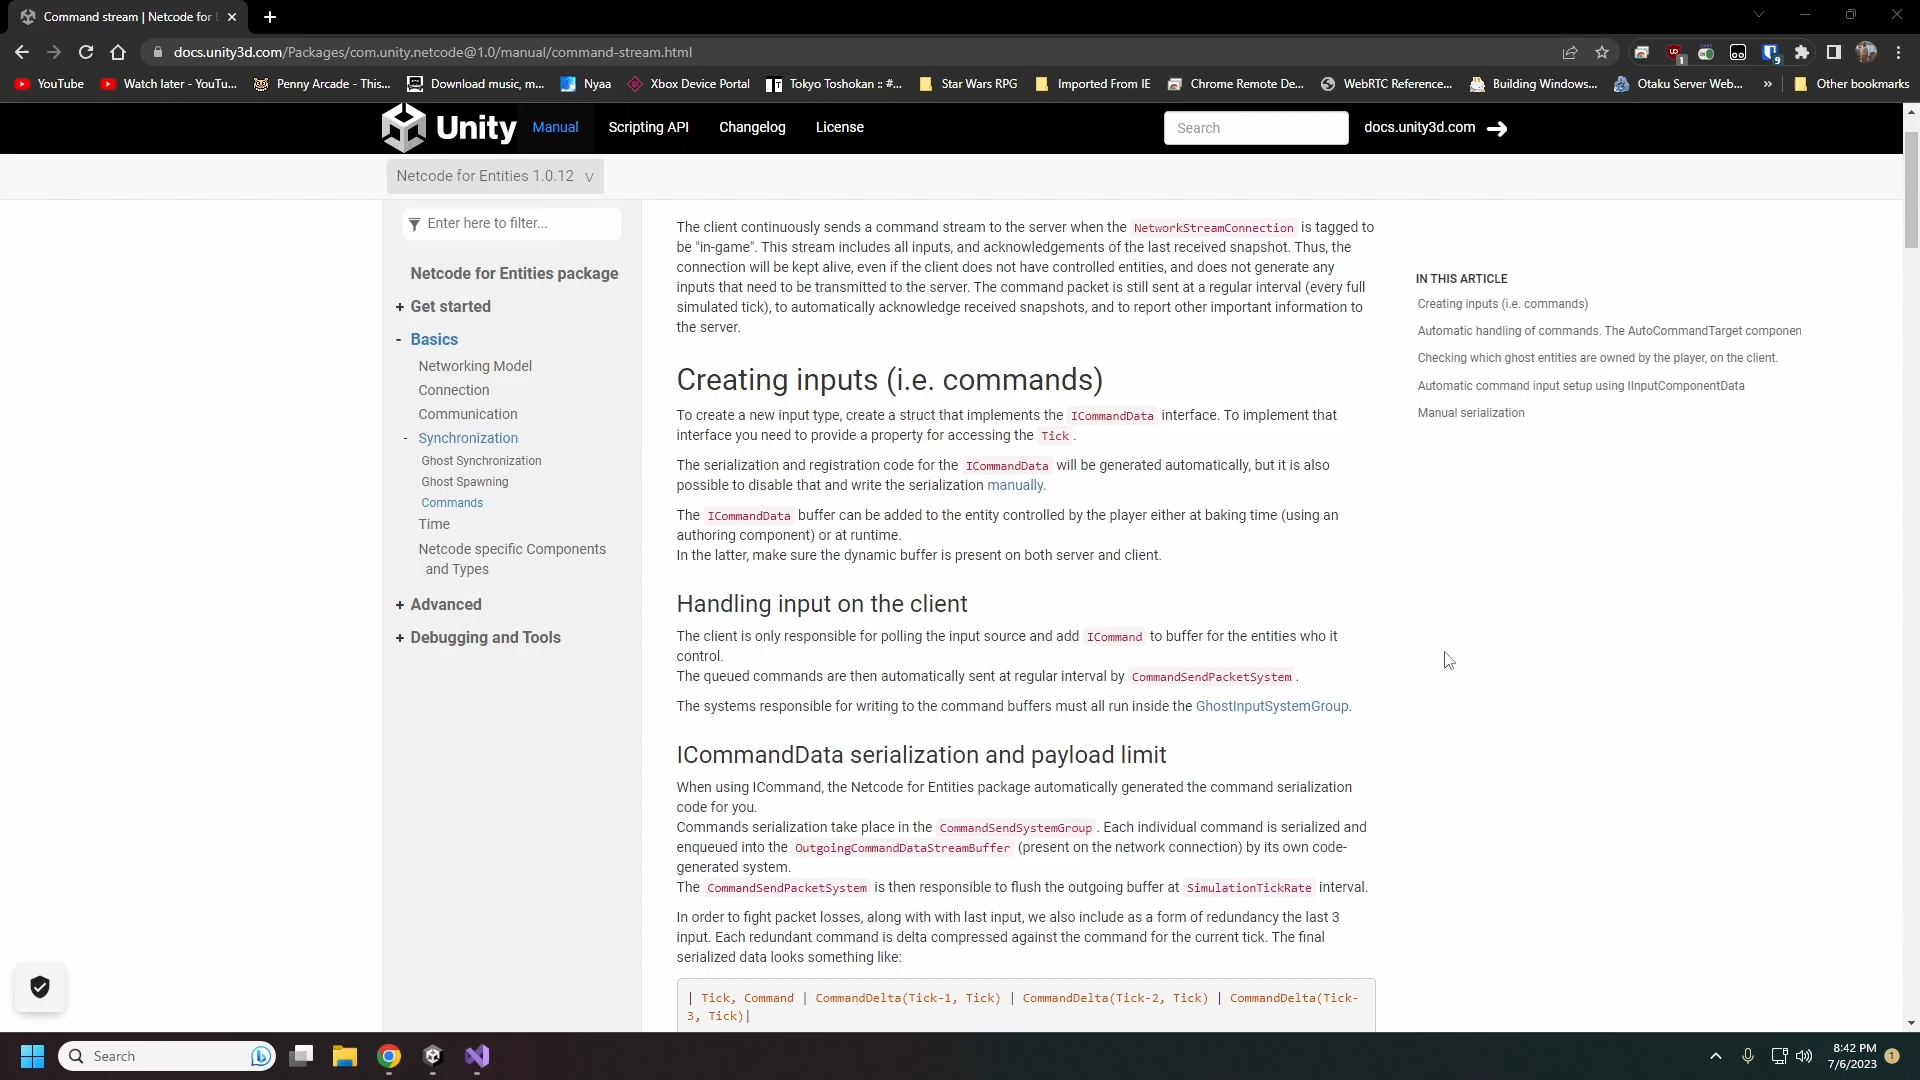 Command stream | Netcode for E
docs.unity3d.com/Packages/com.unity.netcode@1.0/manual/command-stream.html
1
9
YouTube
Watch later - YouTu...
Penny Arcade - This...
Download music, m...
Nyaa
Xbox Device Portal
Tokyo Toshokan :: #...
Star Wars RPG
Imported From IE
Chrome Remote De...
WebRTC Reference...
Building Windows...
Otaku Server Web...
»
Other bookmarks
Unity
Manual
Scripting API
Changelog
License
Search
docs.unity3d.com
Netcode for Entities 1.0.12
Enter here to filter...
Netcode for Entities package
+ Get started
- Basics
Networking Model
Connection
Communication
- Synchronization
Ghost Synchronization
Ghost Spawning
Commands
Time
Netcode specific Components
and Types
+ Advanced
+ Debugging and Tools
The client continuously sends a command stream to the server when the NetworkStreamConnection is tagged to
be "in-game". This stream includes all inputs, and acknowledgements of the last received snapshot. Thus, the
connection will be kept alive, even if the client does not have controlled entities, and does not generate any
inputs that need to be transmitted to the server. The command packet is still sent at a regular interval (every full
simulated tick), to automatically acknowledge received snapshots, and to report other important information to
the server.
Creating inputs (i.e. commands)
To create a new input type, create a struct that implements the ICommandData interface. To implement that
interface you need to provide a property for accessing the Tick .
The serialization and registration code for the ICommandData will be generated automatically, but it is also
possible to disable that and write the serialization manually.
The ICommandData buffer can be added to the entity controlled by the player either at baking time (using an
authoring component) or at runtime.
In the latter, make sure the dynamic buffer is present on both server and client.
Handling input on the client
The client is only responsible for polling the input source and add ICommand to buffer for the entities who it
control.
The queued commands are then automatically sent at regular interval by CommandSendPacketSystem .
The systems responsible for writing to the command buffers must all run inside the GhostInputSystemGroup.
ICommandData serialization and payload limit
When using ICommand, the Netcode for Entities package automatically generated the command serialization
code for you.
Commands serialization take place in the CommandSendSystemGroup . Each individual command is serialized and
enqueued into the OutgoingCommandDataStreamBuffer (present on the network connection) by its own code-
generated system.
The CommandSendPacketSystem is then responsible to flush the outgoing buffer at SimulationTickRate interval.
In order to fight packet losses, along with with last input, we also include as a form of redundancy the last 3
input. Each redundant command is delta compressed against the command for the current tick. The final
serialized data looks something like:
| Tick, Command | CommandDelta(Tick-1, Tick) | CommandDelta(Tick-2, Tick) | CommandDelta(Tick-
3, Tick)|
IN THIS ARTICLE
Creating inputs (i.e. commands)
Automatic handling of commands. The AutoCommandTarget componen
Checking which ghost entities are owned by the player, on the client.
Automatic command input setup using IInputComponentData
Manual serialization
Search
8:42 PM
7/6/2023
1